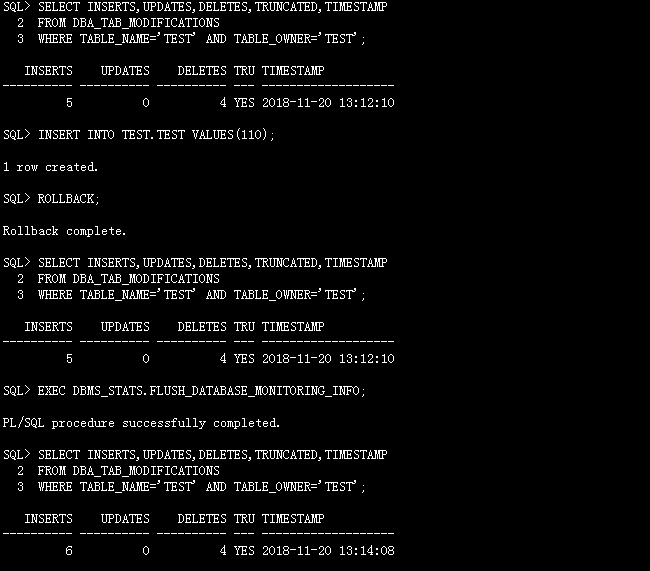 SQL> SELECT INSERTS,UPDATES,DELETES,TRUNCATED,TIMESTAMP
  2  FROM DBA_TAB_MODIFICATIONS
  3  WHERE TABLE_NAME='TEST' AND TABLE_OWNER='TEST';
   INSERTS    UPDATES    DELETES TRU TIMESTAMP
---------- ---------- ---------- --- -------------------
         5          0          4 YES 2018-11-20 13:12:10
SQL> INSERT INTO TEST.TEST VALUES(110);
1 row created.
SQL> ROLLBACK;
Rollback complete.
SQL> SELECT INSERTS,UPDATES,DELETES,TRUNCATED,TIMESTAMP
  2  FROM DBA_TAB_MODIFICATIONS
  3  WHERE TABLE_NAME='TEST' AND TABLE_OWNER='TEST';
   INSERTS    UPDATES    DELETES TRU TIMESTAMP
---------- ---------- ---------- --- -------------------
         5          0          4 YES 2018-11-20 13:12:10
SQL> EXEC DBMS_STATS.FLUSH_DATABASE_MONITORING_INFO;
PL/SQL procedure successfully completed.
SQL> SELECT INSERTS,UPDATES,DELETES,TRUNCATED,TIMESTAMP
  2  FROM DBA_TAB_MODIFICATIONS
  3  WHERE TABLE_NAME='TEST' AND TABLE_OWNER='TEST';
   INSERTS    UPDATES    DELETES TRU TIMESTAMP
---------- ---------- ---------- --- -------------------
         6          0          4 YES 2018-11-20 13:14:08